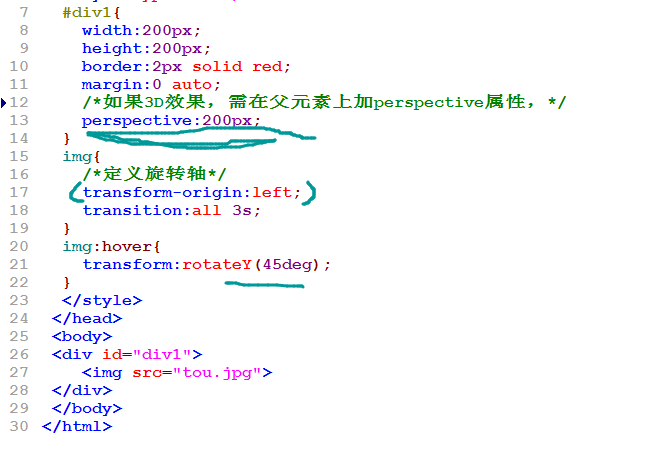 7 #div1{
8 width:200px;
9 height:200px;
10 border:2px solid red;
11 margin:0 auto;
12 /*如果3D效果，需在父元素上加perspective属性，*/
13 perspective:200px;
14 }
15 img{
16 /*定义旋转轴*/
17 transform-origin:left;
18 transition:all 3s;
19 }
20 img:hover{
21 transform:rotateY(45deg);
22 }
23 </style>
24 </head>
25 <body>
26 <div id="div1">
27 <img src="tou.jpg">
28 </div>
29 </body>
30 </html>